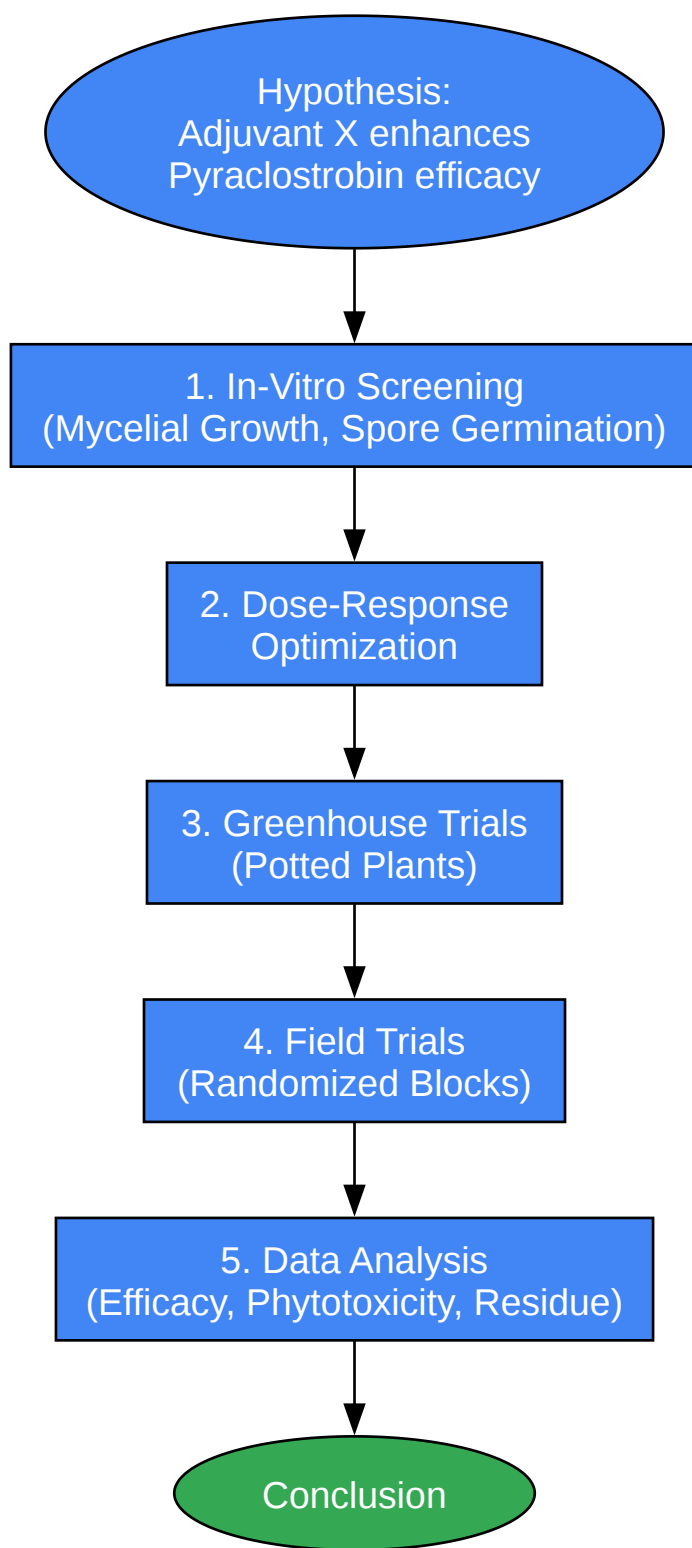 Hypothesis:
Adjuvant X enhances
Pyraclostrobin efficacy
1. In-Vitro Screening
(Mycelial Growth, Spore Germination)
2. Dose-Response
Optimization
3. Greenhouse Trials
(Potted Plants)
4. Field Trials
(Randomized Blocks)
5. Data Analysis
(Efficacy, Phytotoxicity, Residue)
Conclusion